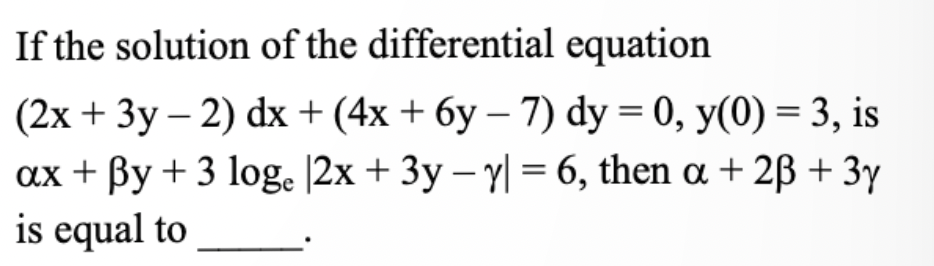 If the solution of the differential equation
(2x + 3y – 2) dx + (4x + 6y – 7) dy = 0, y(0) = 3, is
αx + βy + 3 logₑ |2x + 3y – γ| = 6, then α + 2β + 3γ
is equal to _____.